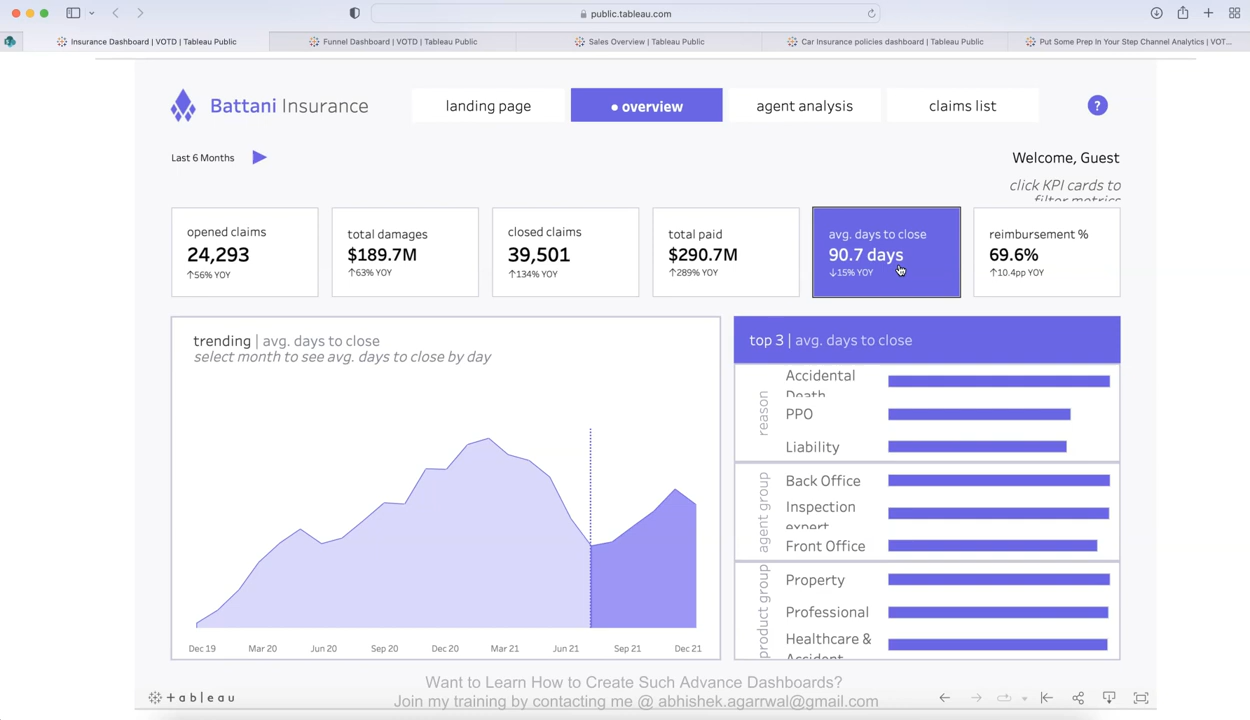 public.tableau.com
Insurance Dashboard | VOTD | Tableau Public
Funnel Dashboard | VOTD | Tableau Public
Sales Overview | Tableau Public
Car Insurance policies dashboard | Tableau Public
Put Some Prep In Your Step Channel Analytics | VOT...
Battani Insurance
landing page
• overview
agent analysis
claims list
?
Last 6 Months
Welcome, Guest
click KPI cards to
filter metrics
opened claims
24,293
↑56% YOY
total damages
$189.7M
↑63% YOY
closed claims
39,501
↑134% YOY
total paid
$290.7M
↑289% YOY
avg. days to close
90.7 days
↓15% YOY
reimbursement %
69.6%
↑10.4pp YOY
trending | avg. days to close
select month to see avg. days to close by day
Dec 19
Mar 20
Jun 20
Sep 20
Dec 20
Mar 21
Jun 21
Sep 21
Dec 21
top 3 | avg. days to close
reason
Accidental
Death
PPO
Liability
agent group
Back Office
Inspection
expert
Front Office
product group
Property
Professional
Healthcare &
Accident
Want to Learn How to Create Such Advance Dashboards?
Join my training by contacting me @ abhishek.agarrwal@gmail.com
+ableau